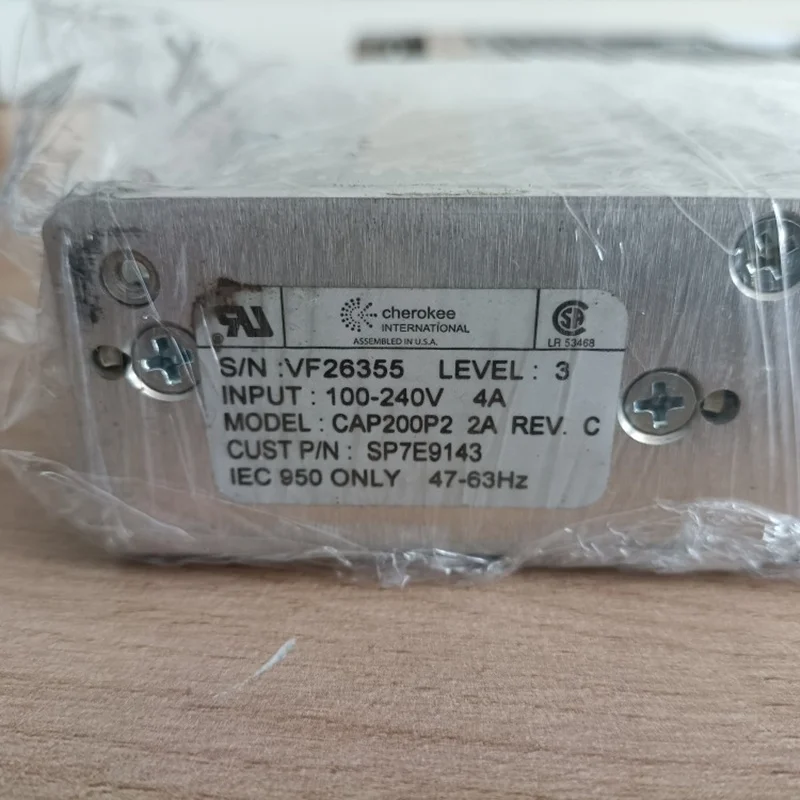 cherokee
INTERNATIONAL
ASSEMBLED IN U.S.A.
LR 53468
S/N : VF26355 LEVEL : 3
INPUT : 100-240V 4A
MODEL : CAP200P2 2A REV. C
CUST P/N : SP7E9143
IEC 950 ONLY 47-63Hz